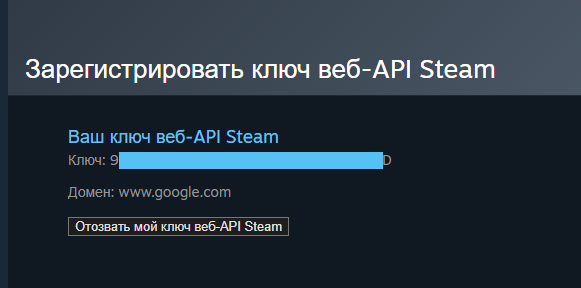 Зарегистрировать ключ веб-API Steam
Ваш ключ веб-API Steam
Ключ: 9 D
Домен: www.google.com
Отозвать мой ключ веб-API Steam